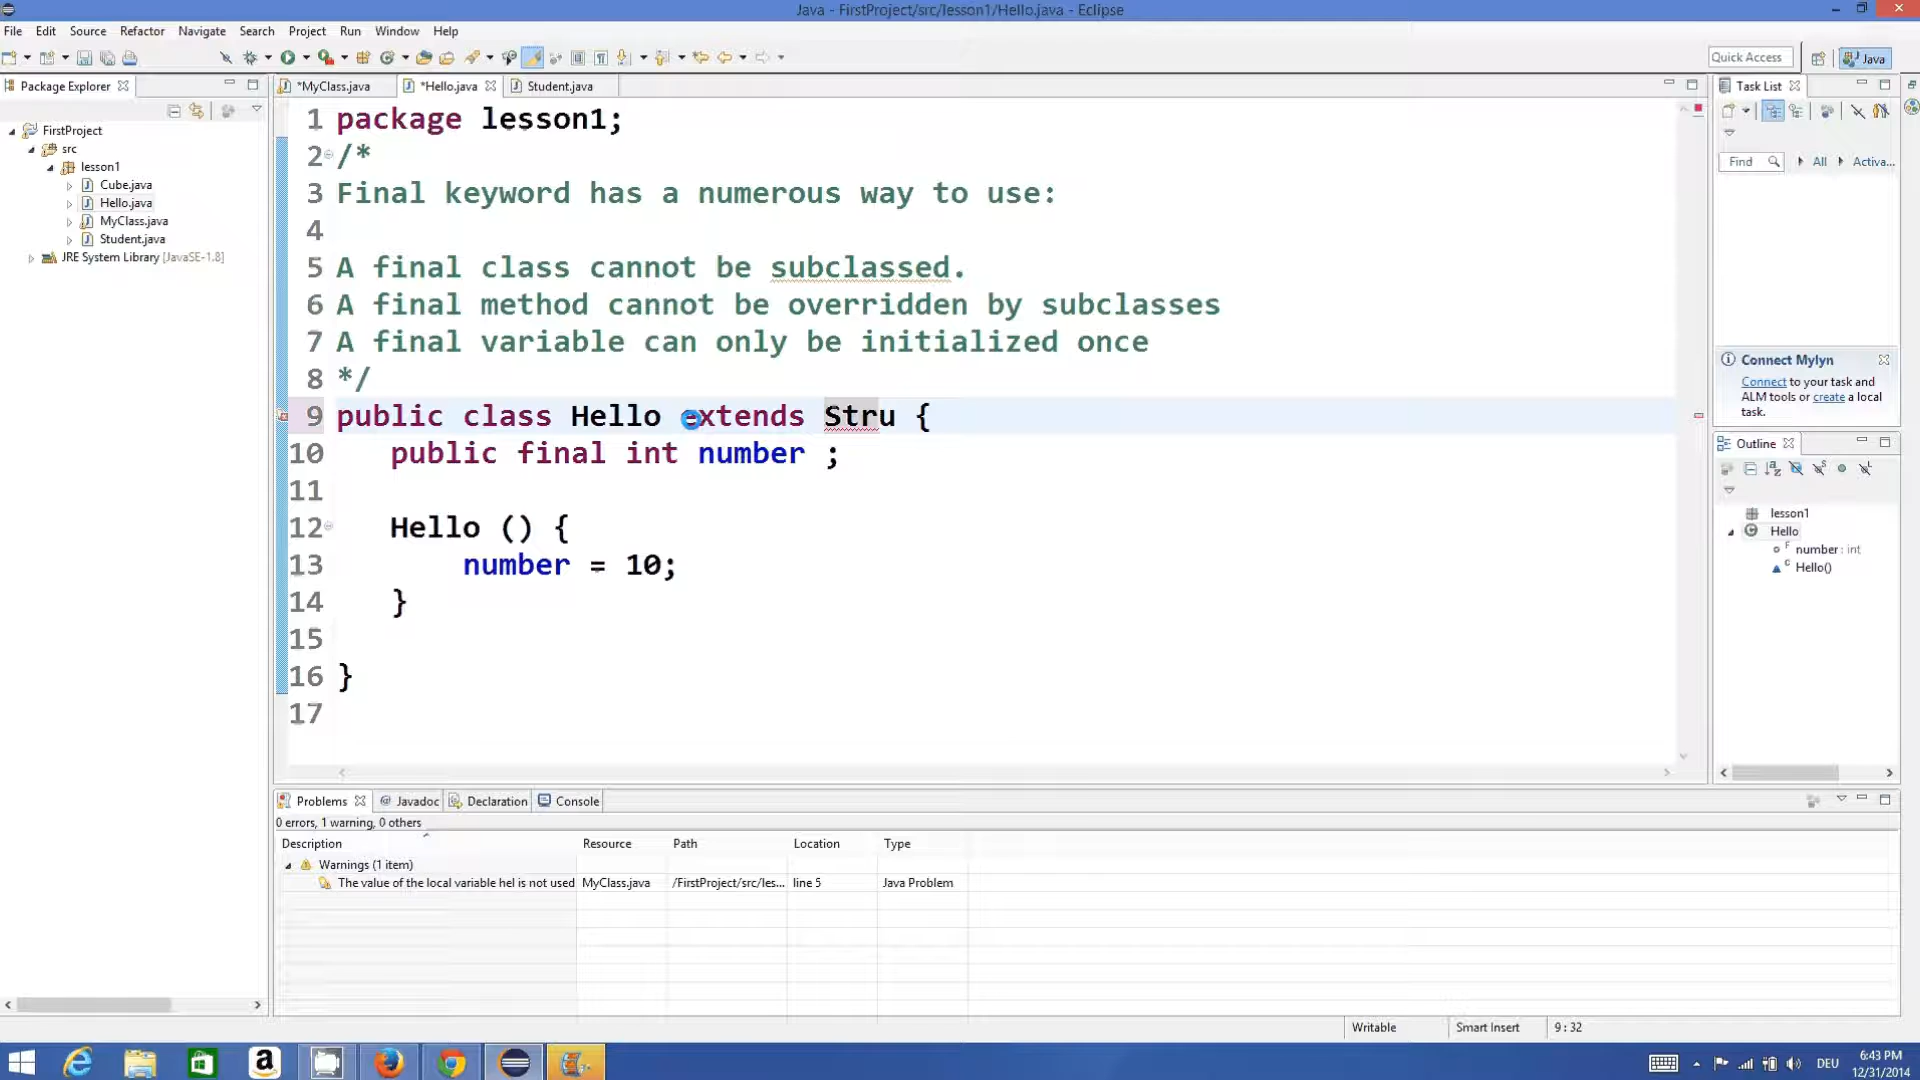 Java - FirstProject/src/lesson1/Hello.java - Eclipse
File Edit Source Refactor Navigate Search Project Run Window Help
Quick Access
Java
Package Explorer
*MyClass.java
*Hello.java
Student.java
Task List
FirstProject
src
lesson1
Cube.java
Hello.java
MyClass.java
Student.java
JRE System Library [JavaSE-1.8]
1 package lesson1;
2 /*
3 Final keyword has a numerous way to use:
4
5 A final class cannot be subclassed.
6 A final method cannot be overridden by subclasses
7 A final variable can only be initialized once
8 */
9 public class Hello extends Stru {
10 public final int number ;
11
12 Hello () {
13 number = 10;
14 }
15
16 }
17
Find
All
Activa...
Connect Mylyn
Connect to your task and
ALM tools or create a local
task.
Outline
lesson1
Hello
number : int
Hello()
Problems
@ Javadoc
Declaration
Console
0 errors, 1 warning, 0 others
Description Resource Path Location Type
Warnings (1 item)
The value of the local variable hel is not used MyClass.java /FirstProject/src/les... line 5 Java Problem
Writable Smart Insert 9 : 32
DEU
6:43 PM
12/31/2014